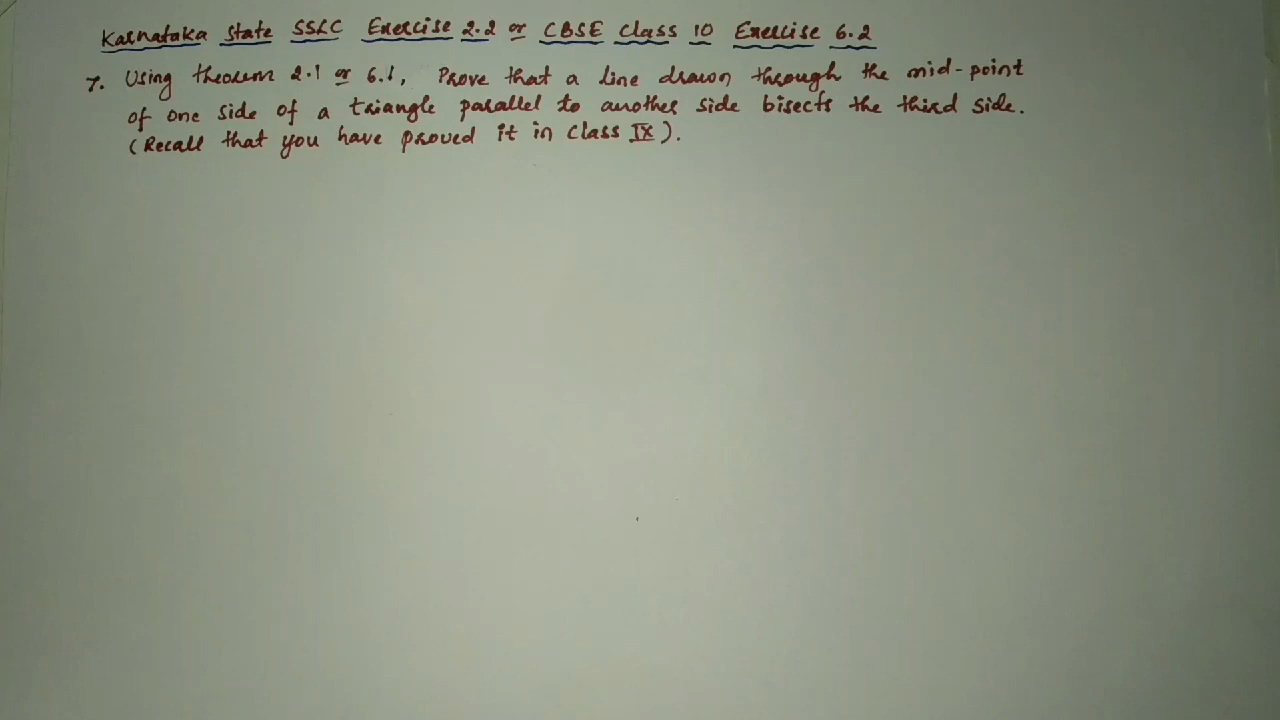 Karnataka State SSLC Exercise 2.2 or CBSE Class 10 Exercise 6.2
7. Using theorem 2.1 or 6.1, Prove that a line drawn through the mid-point
of one side of a triangle parallel to another side bisects the third side.
(Recall that you have proved it in Class IX).